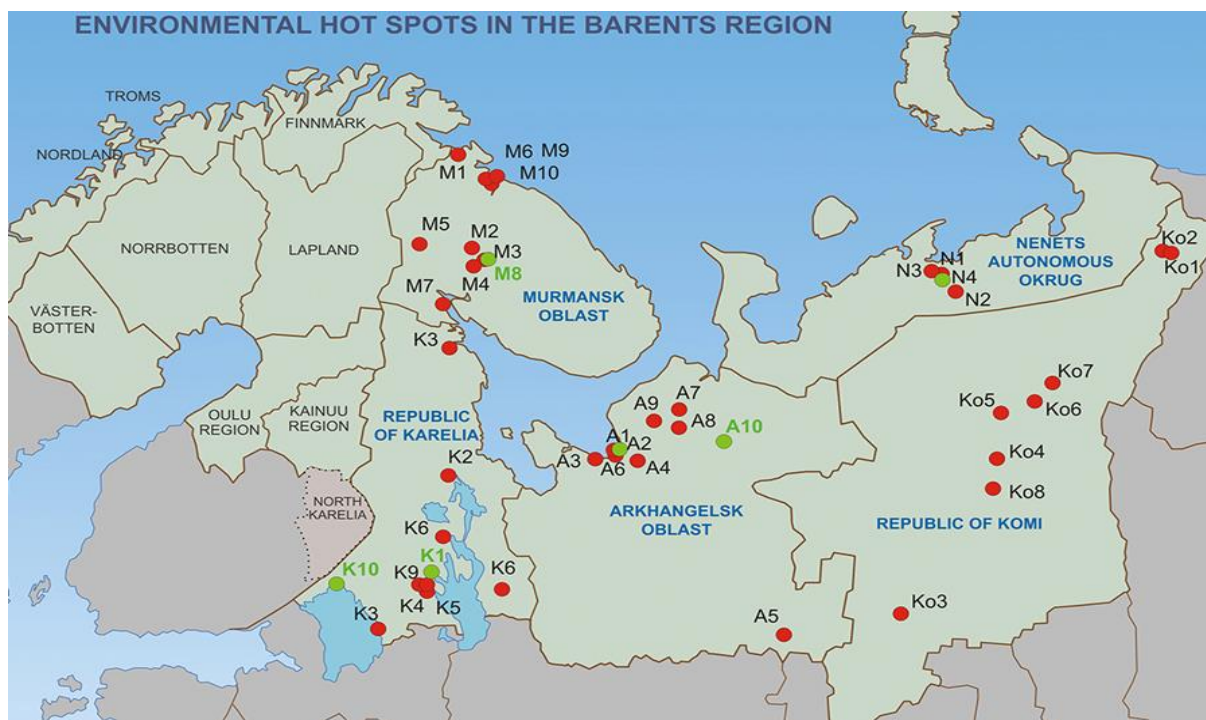 ENVIRONMENTAL HOT SPOTS IN THE BARENTS REGION
TROMS
FINNMARK
NORDLAND
M6 M9
M1
M10
NORRBOTTEN
LAPLAND
M5
M2
M3
M8
M4
M7
MURMANSK
OBLAST
VÄSTER-
BOTTEN
K3
OULU
REGION
KAINUU
REGION
REPUBLIC
OF KARELIA
K2
NORTH
KARELIA
K6
K1
K10
K9
K6
K4
K5
K3
NENETS
AUTONOMOUS
OKRUG
N1
N3
N4
N2
Ko2
Ko1
A7
A9
A8
A10
A1
A2
A3
A6
A4
ARKHANGELSK
OBLAST
A5
Ko7
Ko5
Ko6
Ko4
Ko8
REPUBLIC OF KOMI
Ko3